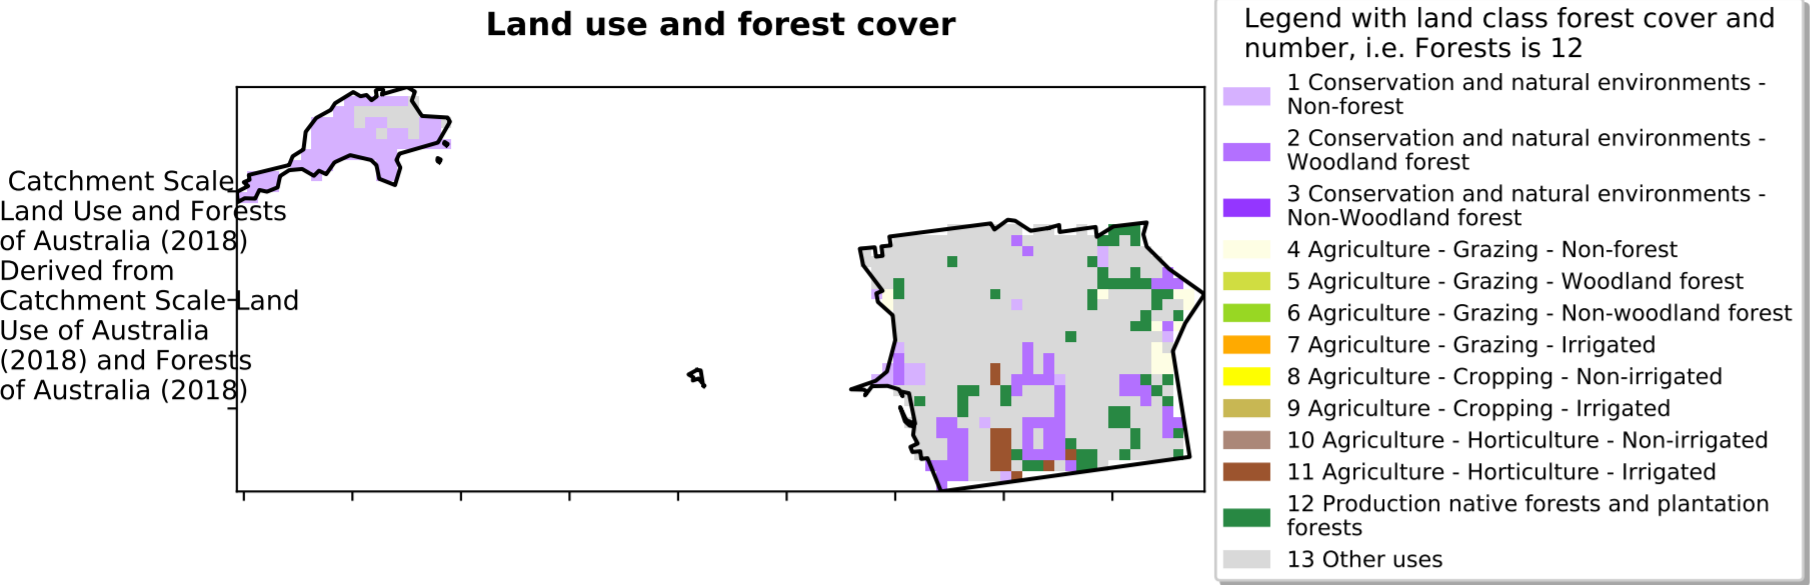 Land use and forest cover
Catchment Scale
Land Use and Forests
of Australia (2018)
Derived from
Catchment Scale Land
Use of Australia
(2018) and Forests
of Australia (2018)
Legend with land class forest cover and
number, i.e. Forests is 12
1 Conservation and natural environments -
Non-forest
2 Conservation and natural environments -
Woodland forest
3 Conservation and natural environments -
Non-Woodland forest
4 Agriculture - Grazing - Non-forest
5 Agriculture - Grazing - Woodland forest
6 Agriculture - Grazing - Non-woodland forest
7 Agriculture - Grazing - Irrigated
8 Agriculture - Cropping - Non-irrigated
9 Agriculture - Cropping - Irrigated
10 Agriculture - Horticulture - Non-irrigated
11 Agriculture - Horticulture - Irrigated
12 Production native forests and plantation
forests
13 Other uses